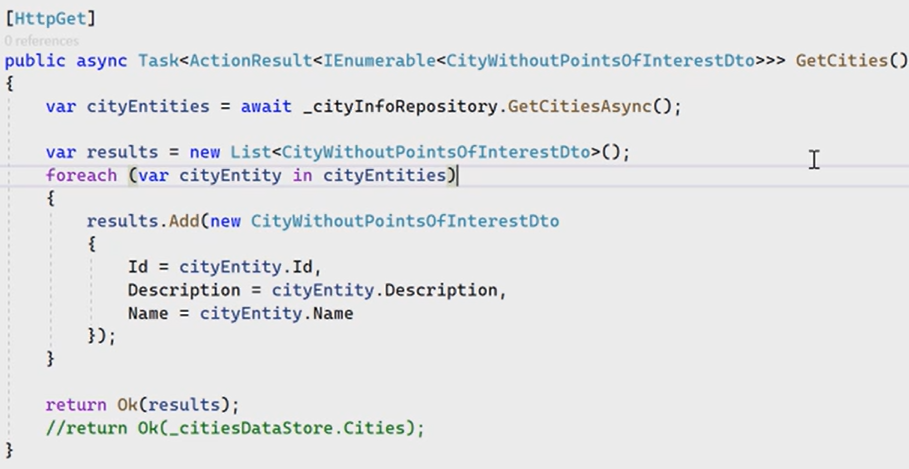 [HttpGet]
0 references
public async Task<ActionResult<IEnumerable<CityWithoutPointsOfInterestDto>>> GetCities()
{
var cityEntities = await _cityInfoRepository.GetCitiesAsync();
var results = new List<CityWithoutPointsOfInterestDto>();
foreach (var cityEntity in cityEntities)
{
results.Add(new CityWithoutPointsOfInterestDto
{
Id = cityEntity.Id,
Description = cityEntity.Description,
Name = cityEntity.Name
});
}
return Ok(results);
//return Ok(_citiesDataStore.Cities);
}